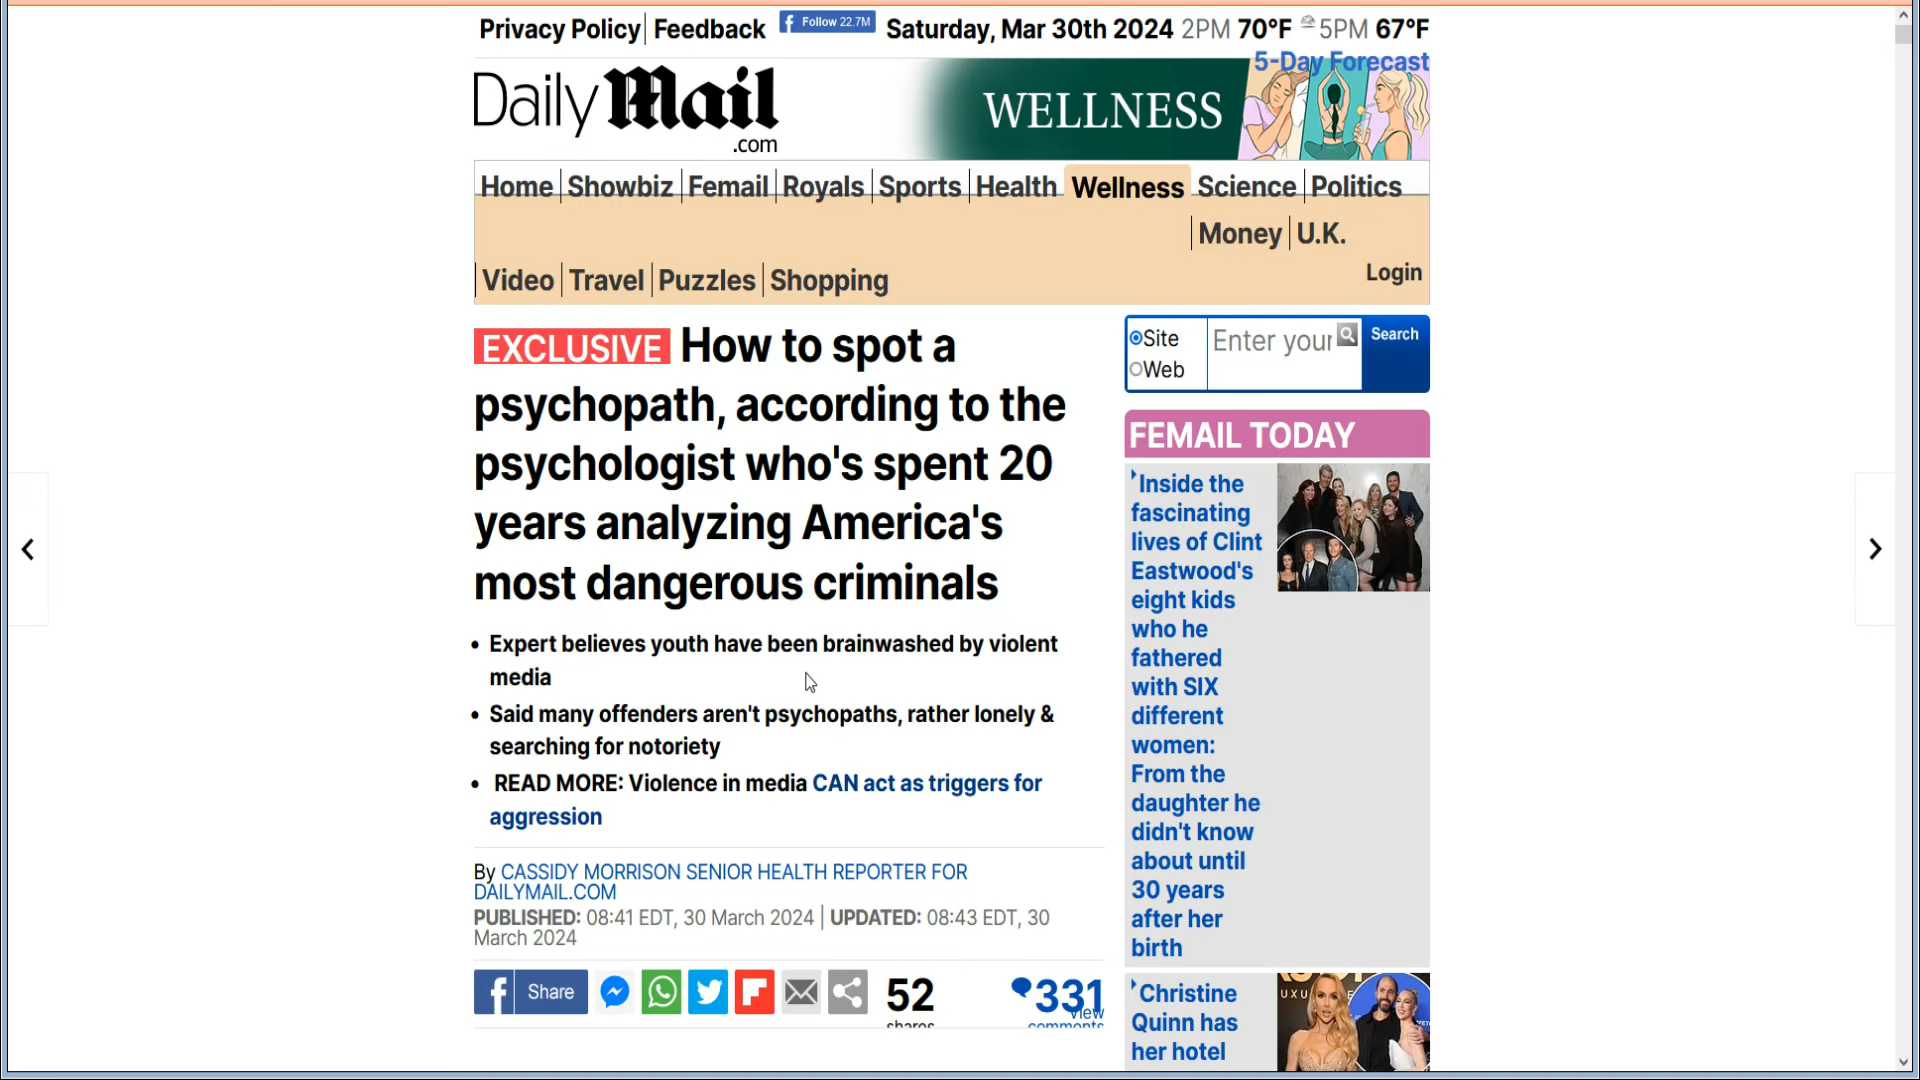 Privacy Policy Feedback Follow 22.7M Saturday, Mar 30th 2024 2PM 70°F 5PM 67°F
5-Day Forecast
Daily Mail
.com
WELLNESS
Home Showbiz Femail Royals Sports Health Wellness Science Politics
Money U.K.
Video Travel Puzzles Shopping
Login
EXCLUSIVE How to spot a
psychopath, according to the
psychologist who's spent 20
years analyzing America's
most dangerous criminals
• Expert believes youth have been brainwashed by violent
media
• Said many offenders aren't psychopaths, rather lonely &
searching for notoriety
• READ MORE: Violence in media CAN act as triggers for
aggression
By CASSIDY MORRISON SENIOR HEALTH REPORTER FOR
DAILYMAIL.COM
PUBLISHED: 08:41 EDT, 30 March 2024 | UPDATED: 08:43 EDT, 30
March 2024
Share
52
shares
331
View
comments
Site
Web
Enter your
Search
FEMAIL TODAY
Inside the
fascinating
lives of Clint
Eastwood's
eight kids
who he
fathered
with SIX
different
women:
From the
daughter he
didn't know
about until
30 years
after her
birth
Christine
Quinn has
her hotel